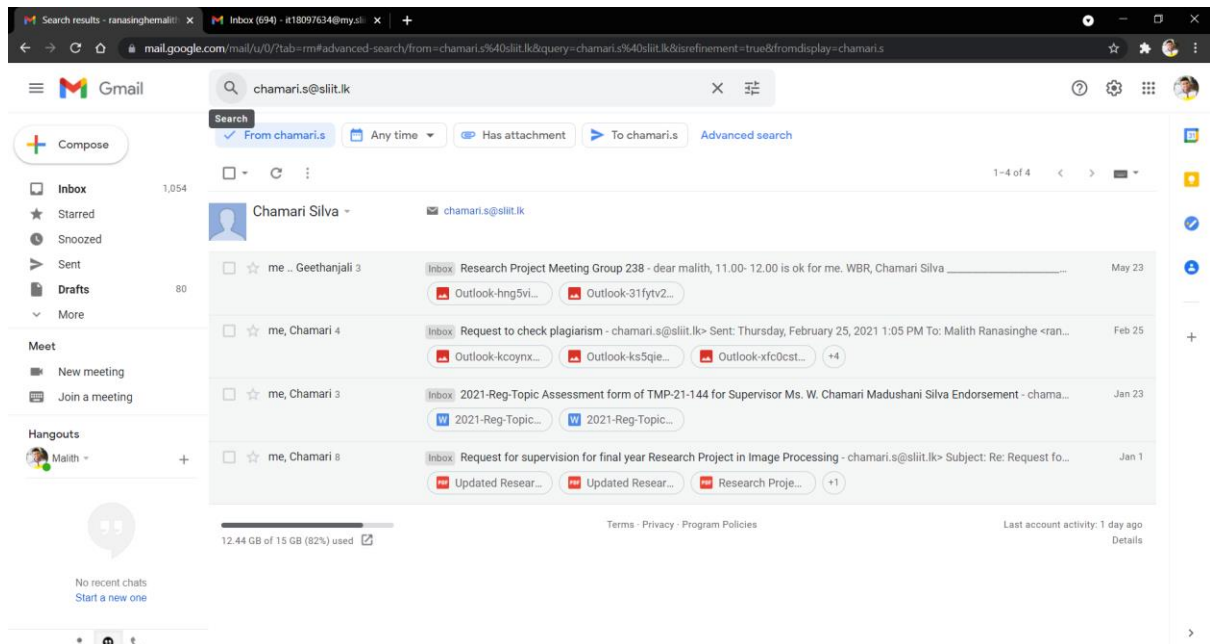 Search results - ranasinghemalith
Inbox (694) - it18097634@my.sli
mail.google.com/mail/u/0/?tab=rm#advanced-search/from=chamari.s%40sliit.lk&query=chamari.s%40sliit.lk&isrefinement=true&fromdisplay=chamari.s
Gmail
chamari.s@sliit.lk
Search
From chamari.s Any time Has attachment To chamari.s Advanced search
Compose
1–4 of 4
Inbox 1,054
Starred
Snoozed
Sent
Drafts 80
More
Chamari Silva chamari.s@sliit.lk
me .. Geethanjali 3 Inbox Research Project Meeting Group 238 - dear malith, 11.00- 12.00 is ok for me. WBR, Chamari Silva ... May 23
Outlook-hng5vi... Outlook-31fytv2...
me, Chamari 4 Inbox Request to check plagiarism - chamari.s@sliit.lk> Sent: Thursday, February 25, 2021 1:05 PM To: Malith Ranasinghe <ran... Feb 25
Outlook-kcoynx... Outlook-ks5qie... Outlook-xfc0cst... +4
me, Chamari 3 Inbox 2021-Reg-Topic Assessment form of TMP-21-144 for Supervisor Ms. W. Chamari Madushani Silva Endorsement - chama... Jan 23
2021-Reg-Topic... 2021-Reg-Topic...
me, Chamari 8 Inbox Request for supervision for final year Research Project in Image Processing - chamari.s@sliit.lk> Subject: Re: Request fo... Jan 1
Updated Resear... Updated Resear... Research Proje... +1
Meet
New meeting
Join a meeting
Hangouts
Malith
12.44 GB of 15 GB (82%) used
Terms · Privacy · Program Policies
Last account activity: 1 day ago
Details
No recent chats
Start a new one